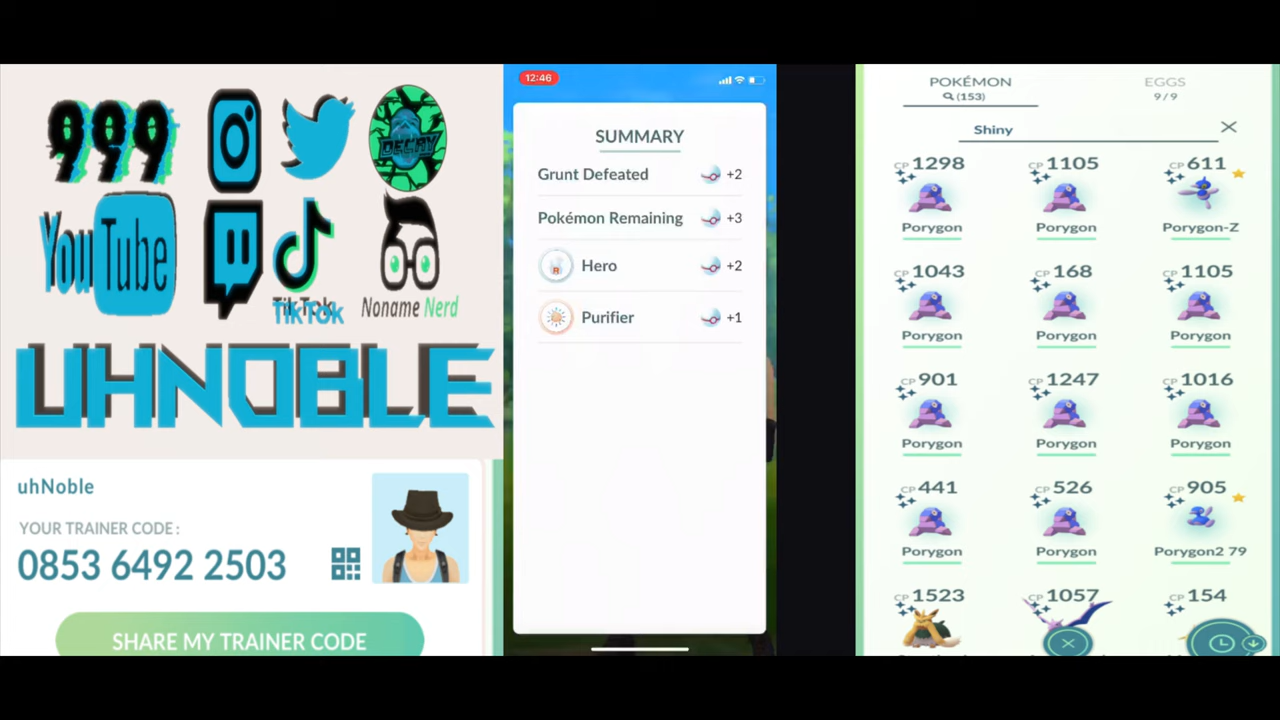 999
DECAY
YouTube
TikTok
TikTok
Noname Nerd
UHNOBLE
uhNoble
YOUR TRAINER CODE :
0853 6492 2503
SHARE MY TRAINER CODE
12:46
SUMMARY
Grunt Defeated +2
Pokémon Remaining +3
R
Hero +2
Purifier +1
POKÉMON EGGS
(153) 9/9
Shiny
CP1298 CP1105 CP611
Porygon Porygon Porygon-Z
CP1043 CP168 CP1105
Porygon Porygon Porygon
CP901 CP1247 CP1016
Porygon Porygon Porygon
CP441 CP526 CP905
Porygon Porygon Porygon2 79
CP1523 CP1057 CP154